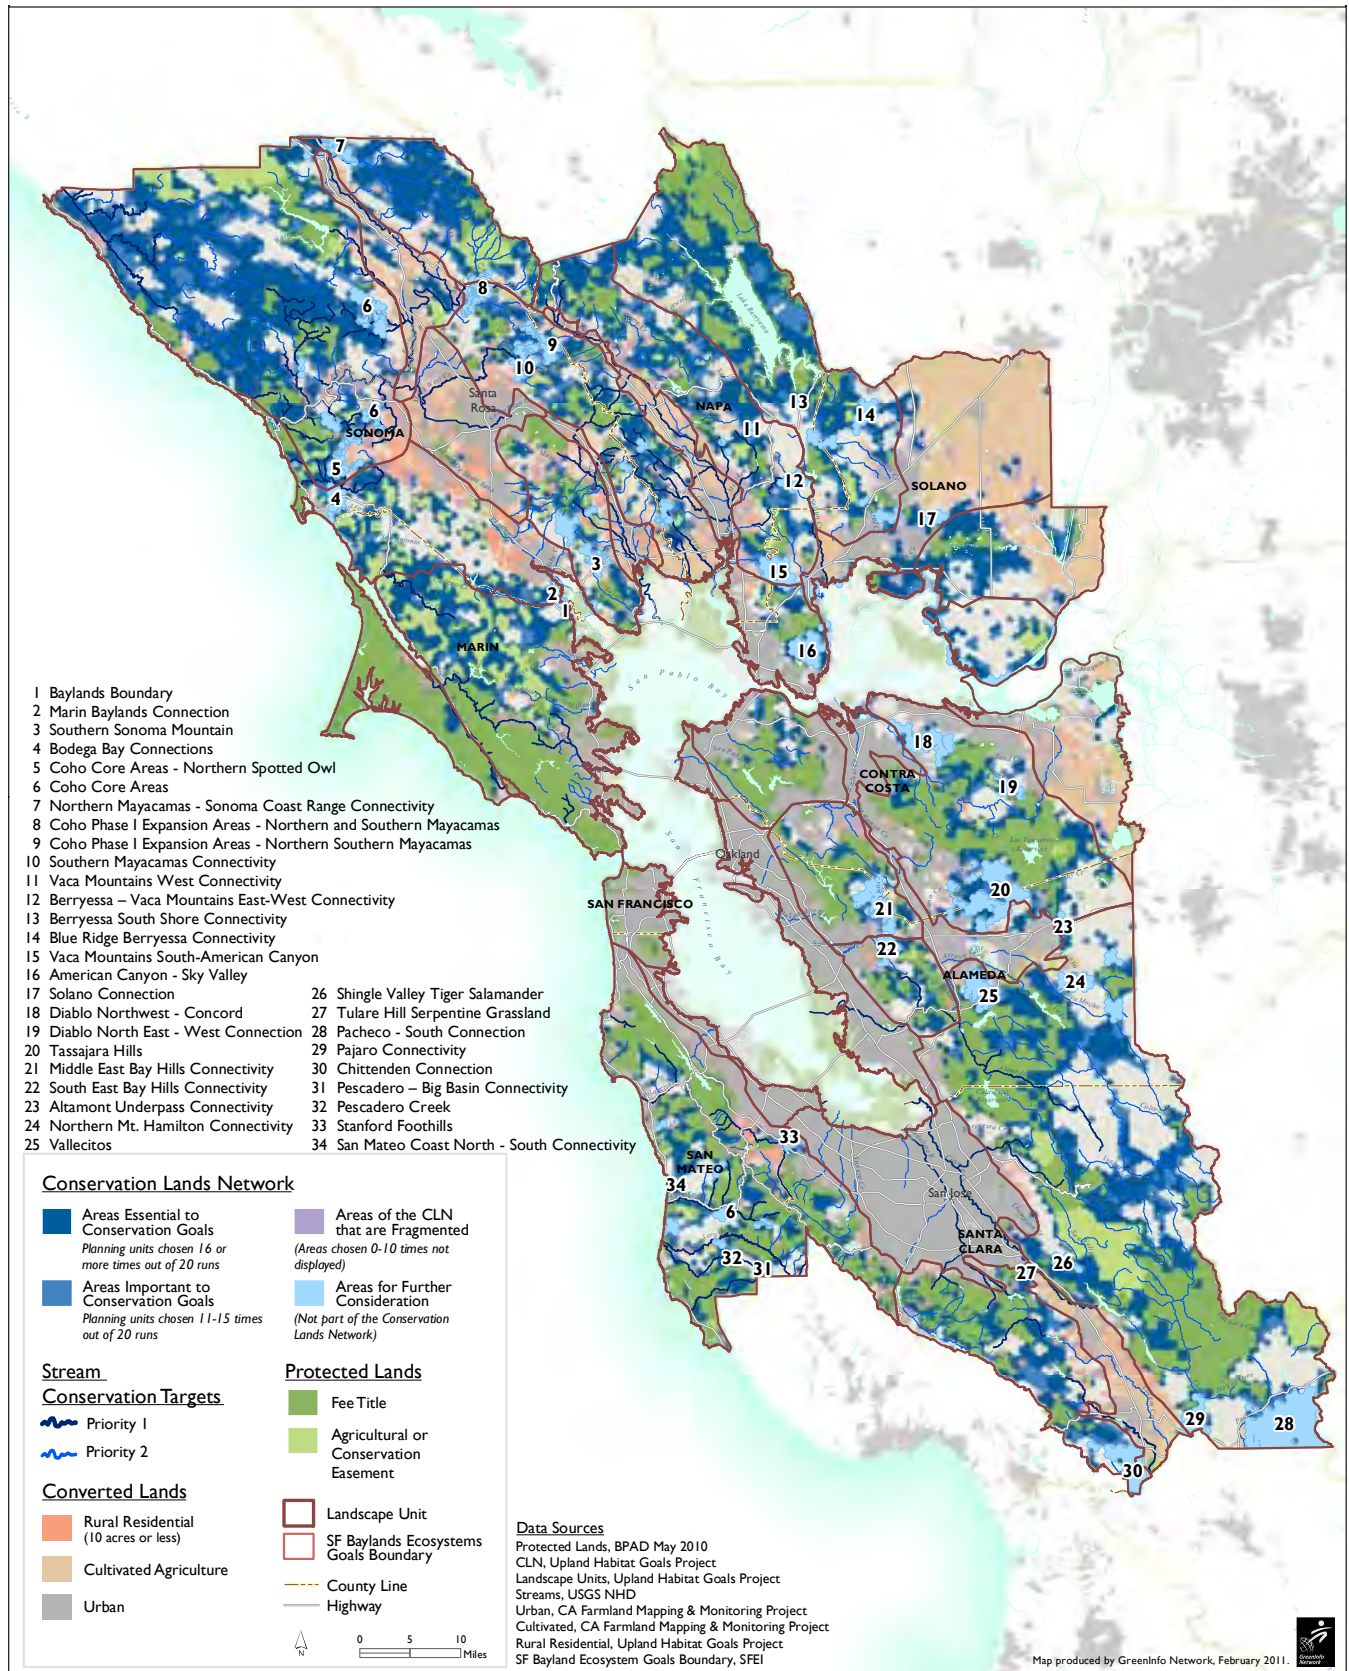 7
6
8
9
10
Santa
Rosa
NAPA
13
14
11
Lake Berryessa
6
SONOMA
5
4
12
SOLANO
17
3
15
2
1
16
MARIN
San Pablo Bay
18
CONTRA
COSTA
19
Oakland
20
21
SAN FRANCISCO
San Francisco Bay
22
23
ALAMEDA
24
25
33
SAN
MATEO
34
6
San Jose
SANTA
CLARA
32
31
27
26
29
28
30
1 Baylands Boundary
2 Marin Baylands Connection
3 Southern Sonoma Mountain
4 Bodega Bay Connections
5 Coho Core Areas - Northern Spotted Owl
6 Coho Core Areas
7 Northern Mayacamas - Sonoma Coast Range Connectivity
8 Coho Phase I Expansion Areas - Northern and Southern Mayacamas
9 Coho Phase I Expansion Areas - Northern Southern Mayacamas
10 Southern Mayacamas Connectivity
11 Vaca Mountains West Connectivity
12 Berryessa – Vaca Mountains East-West Connectivity
13 Berryessa South Shore Connectivity
14 Blue Ridge Berryessa Connectivity
15 Vaca Mountains South-American Canyon
16 American Canyon - Sky Valley
17 Solano Connection
18 Diablo Northwest - Concord
19 Diablo North East - West Connection
20 Tassajara Hills
21 Middle East Bay Hills Connectivity
22 South East Bay Hills Connectivity
23 Altamont Underpass Connectivity
24 Northern Mt. Hamilton Connectivity
25 Vallecitos
26 Shingle Valley Tiger Salamander
27 Tulare Hill Serpentine Grassland
28 Pacheco - South Connection
29 Pajaro Connectivity
30 Chittenden Connection
31 Pescadero – Big Basin Connectivity
32 Pescadero Creek
33 Stanford Foothills
34 San Mateo Coast North - South Connectivity
Conservation Lands Network
Areas Essential to
Conservation Goals
Planning units chosen 16 or
more times out of 20 runs
Areas Important to
Conservation Goals
Planning units chosen 11-15 times
out of 20 runs
Areas of the CLN
that are Fragmented
(Areas chosen 0-10 times not
displayed)
Areas for Further
Consideration
(Not part of the Conservation
Lands Network)
Stream
Conservation Targets
Priority 1
Priority 2
Converted Lands
Rural Residential
(10 acres or less)
Cultivated Agriculture
Urban
Protected Lands
Fee Title
Agricultural or
Conservation
Easement
Landscape Unit
SF Baylands Ecosystems
Goals Boundary
County Line
Highway
N
0 5 10
Miles
Data Sources
Protected Lands, BPAD May 2010
CLN, Upland Habitat Goals Project
Landscape Units, Upland Habitat Goals Project
Streams, USGS NHD
Urban, CA Farmland Mapping & Monitoring Project
Cultivated, CA Farmland Mapping & Monitoring Project
Rural Residential, Upland Habitat Goals Project
SF Bayland Ecosystem Goals Boundary, SFEI
Map produced by GreenInfo Network, February 2011.
GreenInfo
Network